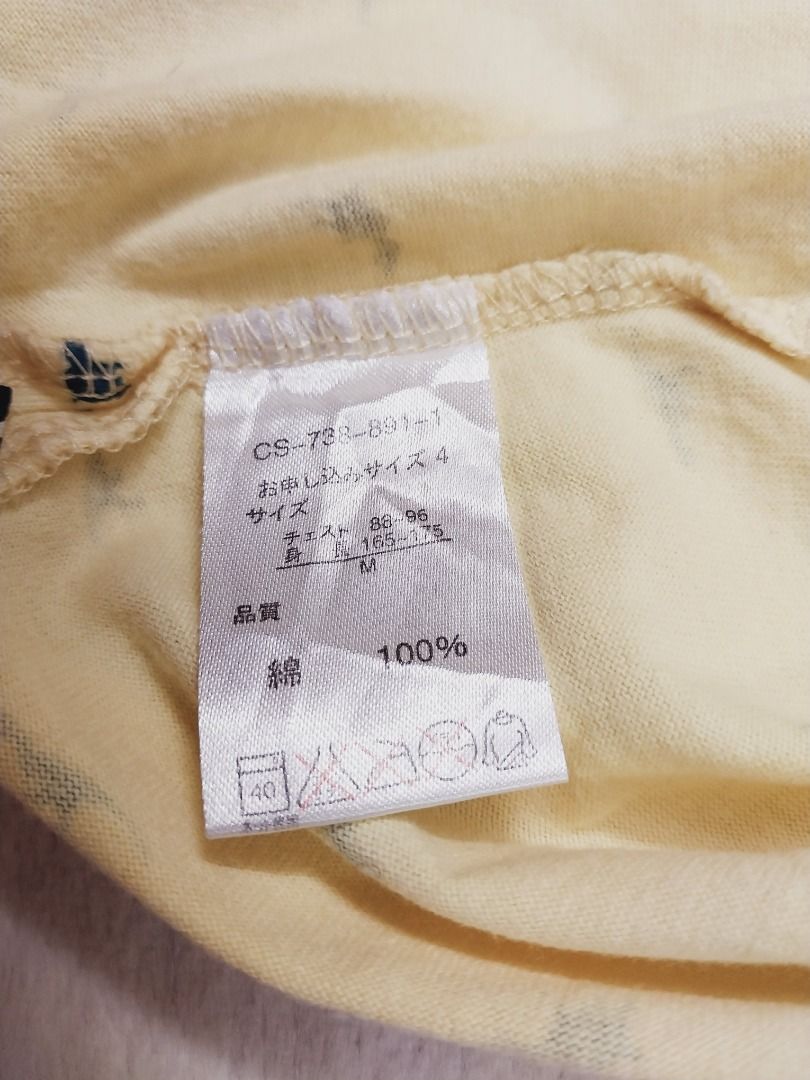 CS-738-891-1
お申し込みサイズ 4
サイズ
チェスト 88-96
身長 165-175
M
品質
綿 100%
40